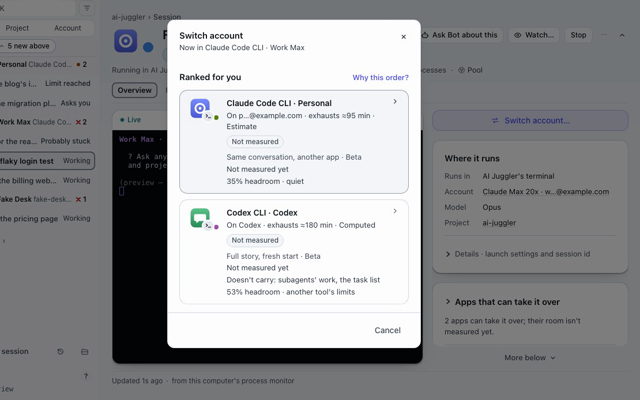 ai-juggler › Session
K
Project Account
5 new above
Personal Claude Cod... 2
e blog's i... Limit reached
he migration pl... Asks you
Work Max Claude Co... × 1
r the re... Probably stuck
flaky login test Working
the billing web... Working
Fake Desk fake-desk... × 1
the pricing page Working
session
?
view
F
Running in AI Ju
Overview
Live
Work Max ·
? Ask any
and proje
(preview —
Switch account
Now in Claude Code CLI · Work Max
×
Ranked for you
Why this order?
Claude Code CLI · Personal
On p...@example.com · exhausts ≈95 min ·
Estimate
Not measured
Same conversation, another app · Beta
Not measured yet
35% headroom · quiet
Codex CLI · Codex
On Codex · exhausts ≈180 min · Computed
Not measured
Full story, fresh start · Beta
Not measured yet
Doesn't carry: subagents' work, the task list
53% headroom · another tool's limits
Cancel
Ask Bot about this
Watch...
Stop
ocesses · Pool
Switch account...
Where it runs
Runs in AI Juggler's terminal
Account Claude Max 20x · w...@example.com
Model Opus
Project ai-juggler
Details · launch settings and session id
Apps that can take it over
2 apps can take it over; their room isn't
measured yet.
More below
Updated 1s ago · from this computer's process monitor